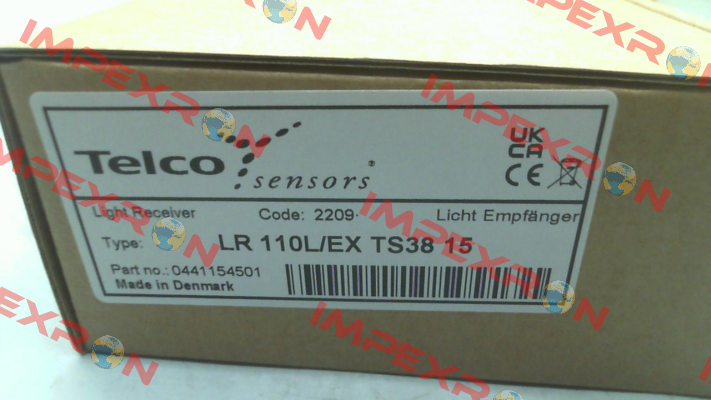 Telco
sensors
UK
CA
CE
Light Receiver Code: 2209 Licht Empfänger
Type: LR 110L/EX TS38 15
Part no.: 0441154501
Made in Denmark
IMPEXRON
IMPEXRON
IMPEXRON
IMPEXRON
IMPEXRON
IMPEXRON